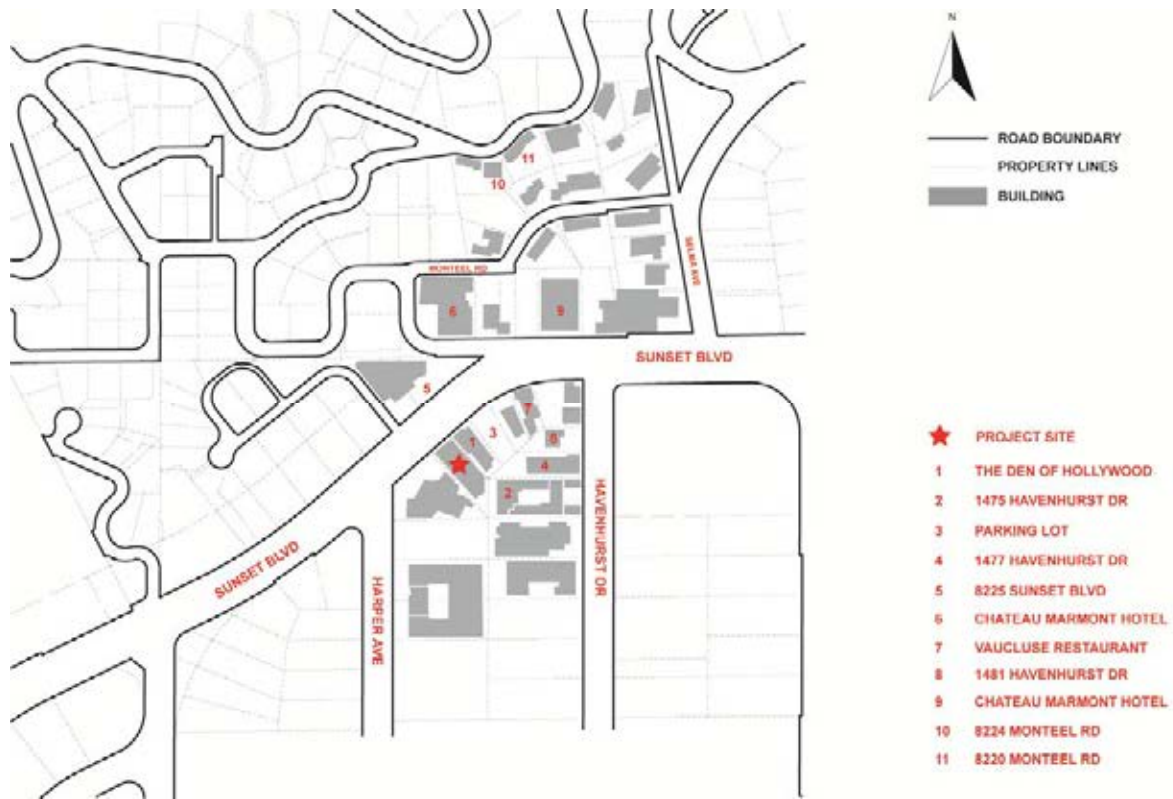 N
ROAD BOUNDARY
PROPERTY LINES
BUILDING
11
10
MONTEEL RD
SELMA AVE
6
9
SUNSET BLVD
5
7
3
1
8
4
2
SUNSET BLVD
HARPER AVE
HAVENHURST DR
PROJECT SITE
1 THE DEN OF HOLLYWOOD
2 1475 HAVENHURST DR
3 PARKING LOT
4 1477 HAVENHURST DR
5 8225 SUNSET BLVD
6 CHATEAU MARMONT HOTEL
7 VAUCLUSE RESTAURANT
8 1481 HAVENHURST DR
9 CHATEAU MARMONT HOTEL
10 8224 MONTEEL RD
11 8220 MONTEEL RD